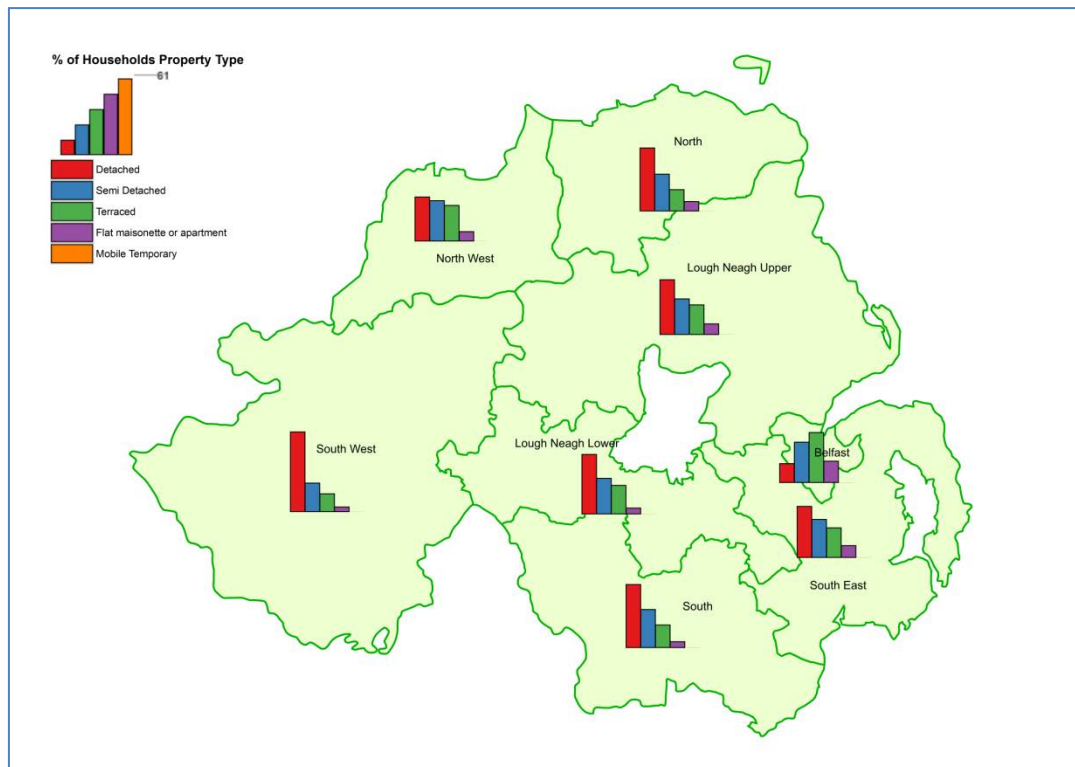 % of Households Property Type
61
Detached
Semi Detached
Terraced
Flat maisonette or apartment
Mobile Temporary
North
North West
Lough Neagh Upper
South West
Lough Neagh Lower
Belfast
South East
South